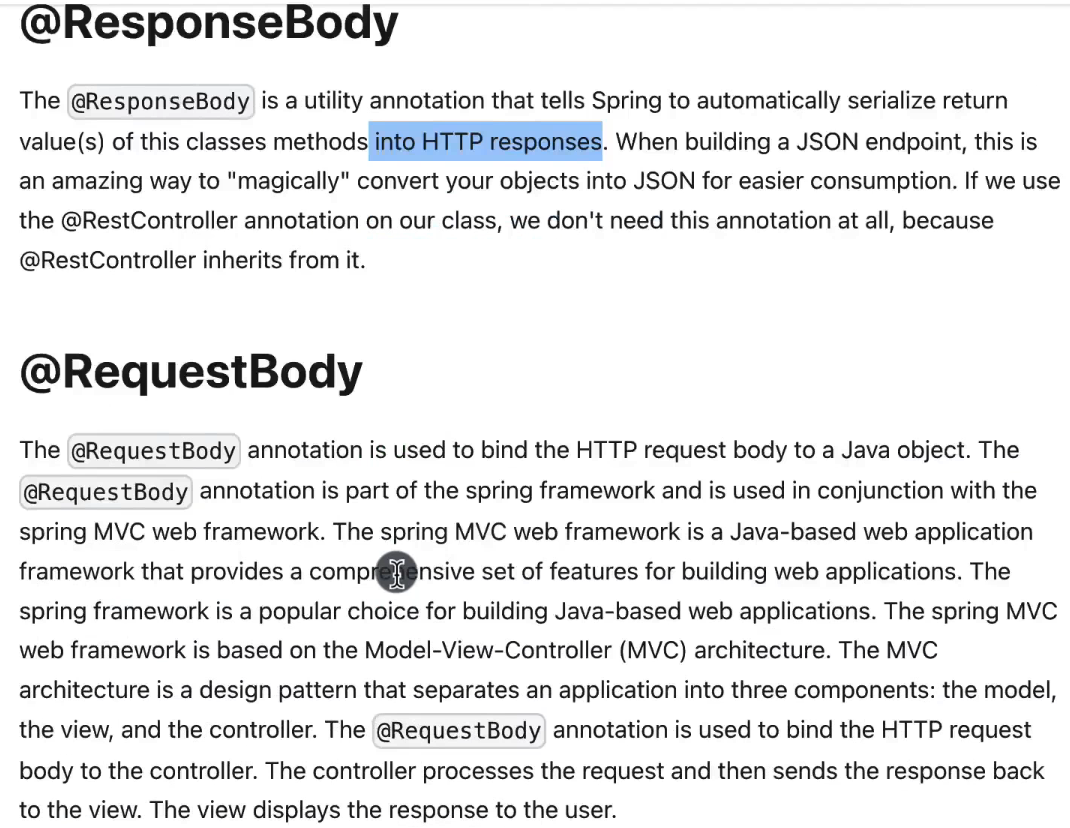 @ResponseBody
The @ResponseBody is a utility annotation that tells Spring to automatically serialize return
value(s) of this classes methods into HTTP responses. When building a JSON endpoint, this is
an amazing way to "magically" convert your objects into JSON for easier consumption. If we use
the @RestController annotation on our class, we don't need this annotation at all, because
@RestController inherits from it.
@RequestBody
The @RequestBody annotation is used to bind the HTTP request body to a Java object. The
@RequestBody annotation is part of the spring framework and is used in conjunction with the
spring MVC web framework. The spring MVC web framework is a Java-based web application
framework that provides a comprehensive set of features for building web applications. The
spring framework is a popular choice for building Java-based web applications. The spring MVC
web framework is based on the Model-View-Controller (MVC) architecture. The MVC
architecture is a design pattern that separates an application into three components: the model,
the view, and the controller. The @RequestBody annotation is used to bind the HTTP request
body to the controller. The controller processes the request and then sends the response back
to the view. The view displays the response to the user.